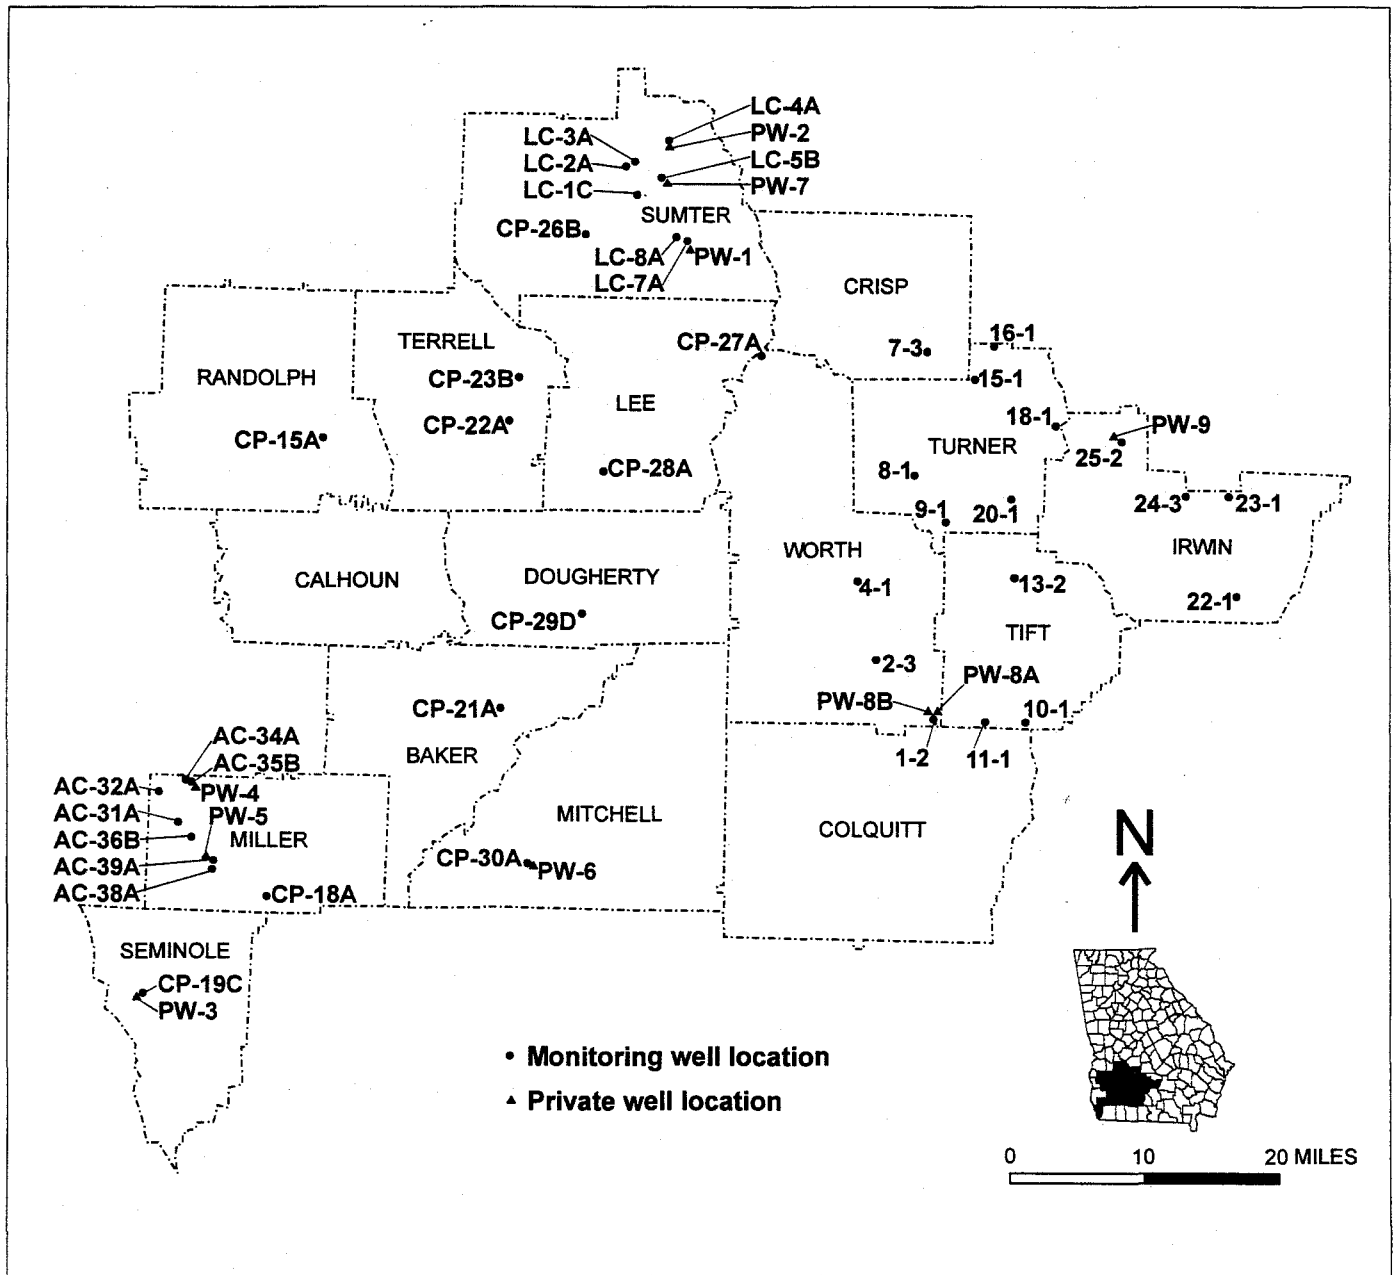 LC-4A
LC-3A
PW-2
LC-2A
LC-5B
LC-1C
PW-7
SUMTER
CP-26B
LC-8A
PW-1
LC-7A
CRISP
16-1
TERRELL
CP-27A
7-3
RANDOLPH
CP-23B
15-1
LEE
18-1
CP-22A
PW-9
CP-15A
TURNER
25-2
CP-28A
8-1
24-3
23-1
9-1
20-1
WORTH
IRWIN
CALHOUN
DOUGHERTY
4-1
13-2
22-1
CP-29D
TIFT
2-3
PW-8A
PW-8B
CP-21A
10-1
AC-34A
BAKER
1-2
11-1
AC-35B
AC-32A
PW-4
AC-31A
PW-5
MITCHELL
AC-36B
MILLER
COLQUITT
N
AC-39A
CP-30A
PW-6
AC-38A
CP-18A
SEMINOLE
CP-19C
PW-3
Monitoring well location
Private well location
0 10 20 MILES